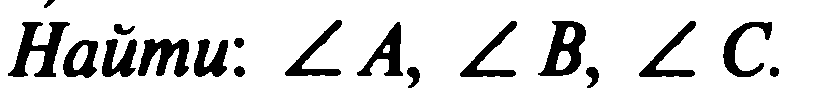 Найти: ∠ A, ∠ B, ∠ C.